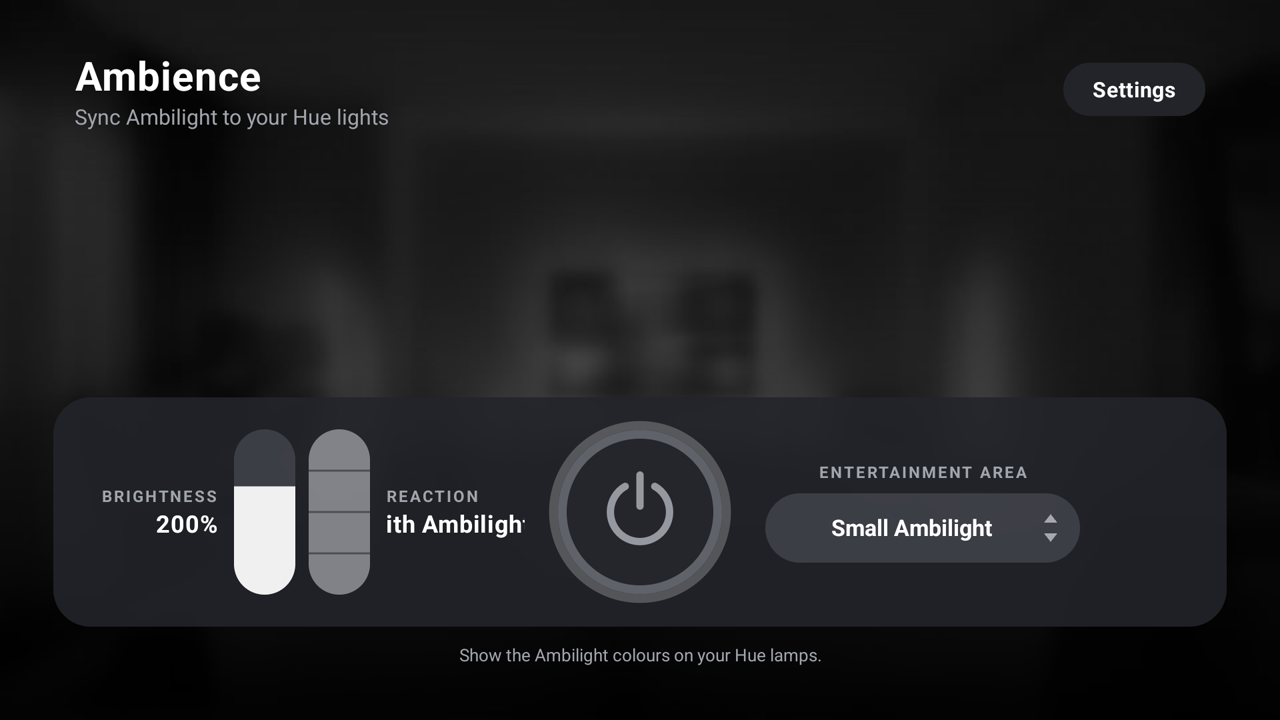 Ambience
Sync Ambilight to your Hue lights
Settings
BRIGHTNESS
200%
REACTION
ith Ambiligh
ENTERTAINMENT AREA
Small Ambilight
Show the Ambilight colours on your Hue lamps.